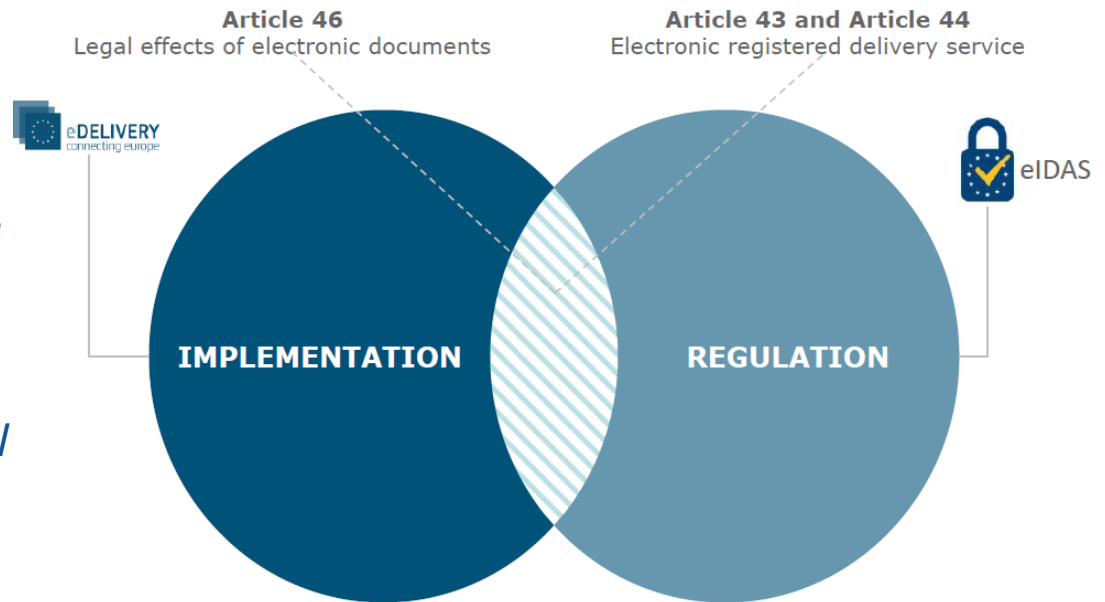 Article 46
Legal effects of electronic documents
Article 43 and Article 44
Electronic registered delivery service
eDELIVERY
connecting europe
eIDAS
IMPLEMENTATION
REGULATION